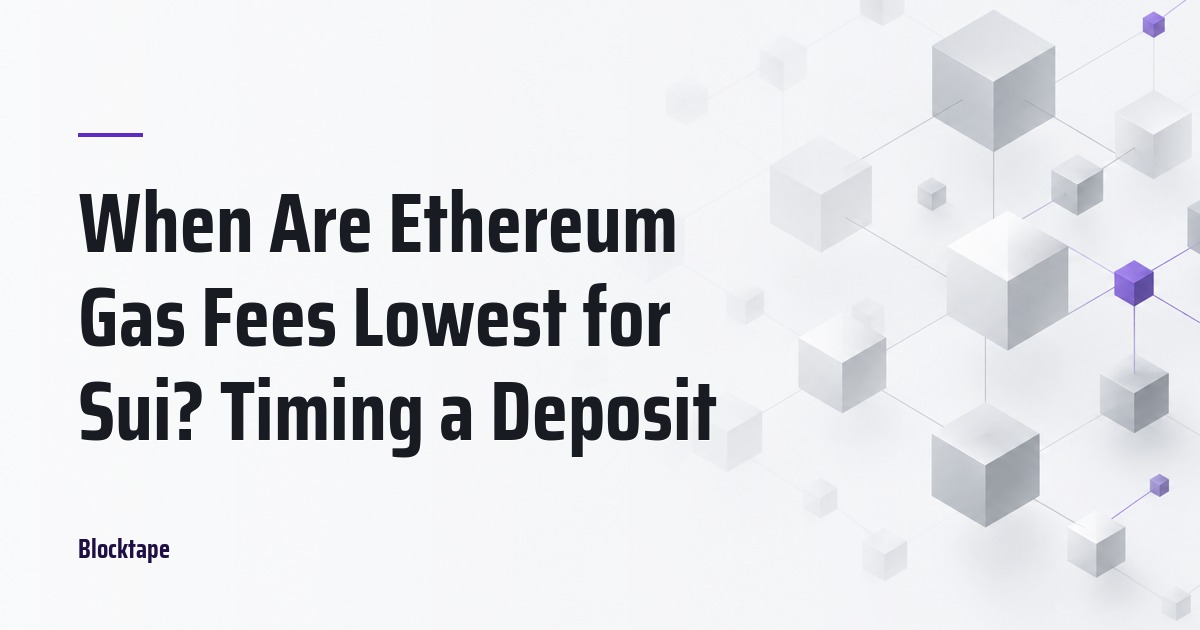 When Are Ethereum
Gas Fees Lowest for
Sui? Timing a Deposit
Blocktape